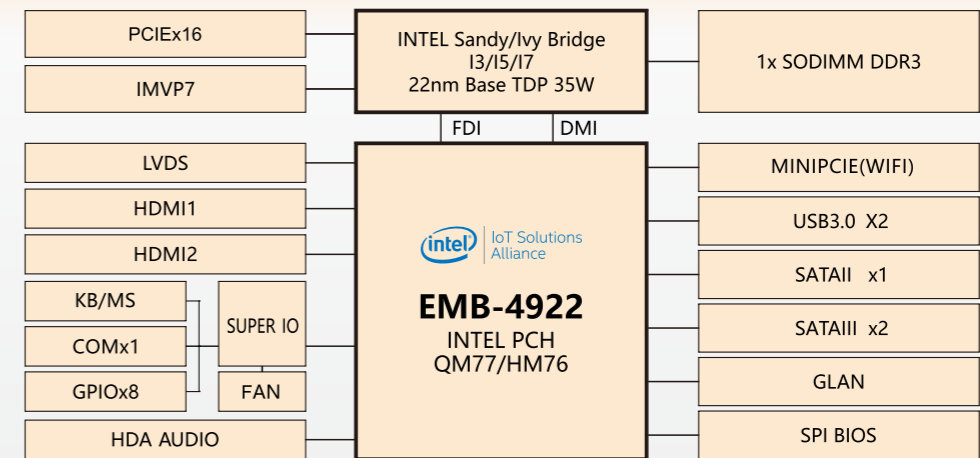 PCIEx16
IMVP7
INTEL Sandy/Ivy Bridge
I3/I5/I7
22nm Base TDP 35W
1x SODIMM DDR3
FDI
DMI
LVDS
HDMI1
HDMI2
KB/MS
COMx1
GPIOx8
SUPER IO
FAN
HDA AUDIO
intel
IoT Solutions
Alliance
EMB-4922
INTEL PCH
QM77/HM76
MINIPCIE(WIFI)
USB3.0 X2
SATAII x1
SATAIII x2
GLAN
SPI BIOS